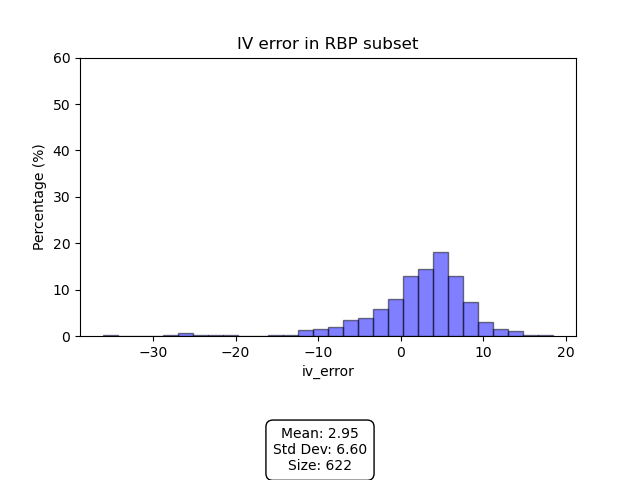 IV error in RBP subset
60
50
40
30
20
10
0
Percentage (%)
−30
−20
−10
0
10
20
iv_error
Mean: 2.95
Std Dev: 6.60
Size: 622